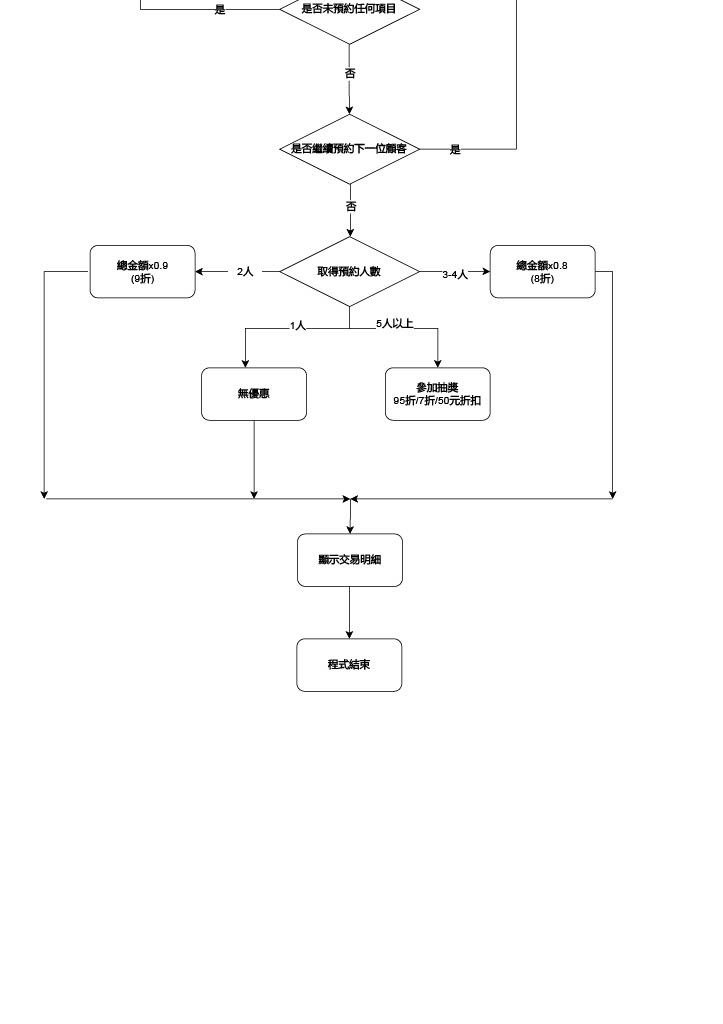 是否未預約任何項目
是
否
是否繼續預約下一位顧客
是
否
總金額x0.9
(9折)
2人
取得預約人數
3-4人
總金額x0.8
(8折)
1人
5人以上
無優惠
參加抽獎
95折/7折/50元折扣
顯示交易明細
程式結束